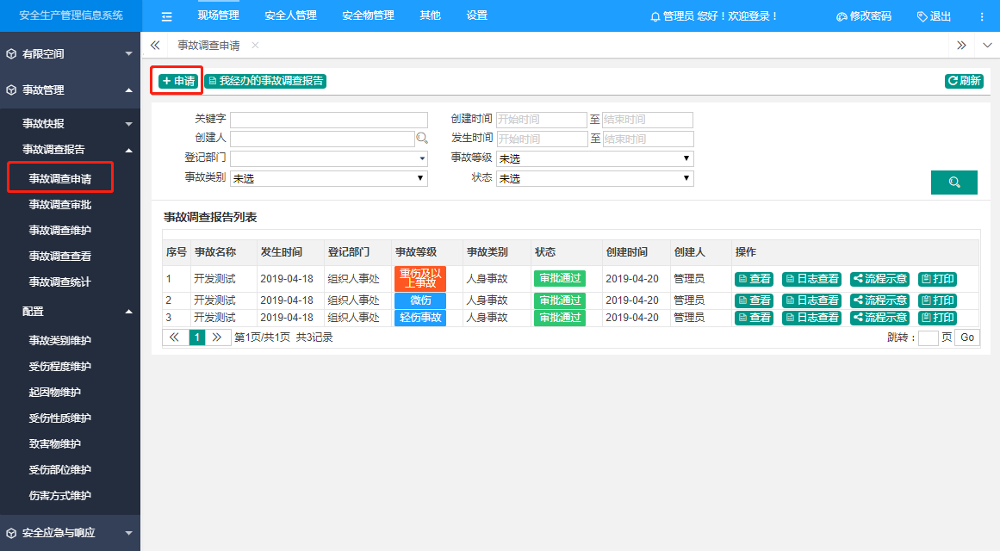 安全生产管理信息系统
现场管理 安全人管理 安全物管理 其他 设置
管理员 您好！欢迎登录！ 修改密码 退出
有限空间
事故管理
事故快报
事故调查报告
事故调查申请
事故调查审批
事故调查维护
事故调查查看
事故调查统计
配置
事故类别维护
受伤程度维护
起因物维护
受伤性质维护
致害物维护
受伤部位维护
伤害方式维护
安全应急与响应
事故调查申请
申请 我经办的事故调查报告 刷新
关键字 创建时间 开始时间 至 结束时间
创建人 发生时间 开始时间 至 结束时间
登记部门 事故等级 未选
事故类别 未选 状态 未选
事故调查报告列表
序号 事故名称 发生时间 登记部门 事故等级 事故类别 状态 创建时间 创建人 操作
1 开发测试 2019-04-18 组织人事处 重伤及以上事故 人身事故 审批通过 2019-04-20 管理员 查看 日志查看 流程示意 打印
2 开发测试 2019-04-18 组织人事处 微伤 人身事故 审批通过 2019-04-20 管理员 查看 日志查看 流程示意 打印
3 开发测试 2019-04-18 组织人事处 轻伤事故 人身事故 审批通过 2019-04-20 管理员 查看 日志查看 流程示意 打印
1 第1页/共1页 共3记录 跳转： 页 Go